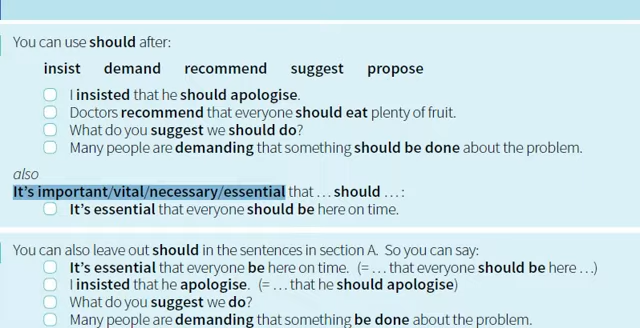 You can use should after:
insist demand recommend suggest propose
I insisted that he should apologise.
Doctors recommend that everyone should eat plenty of fruit.
What do you suggest we should do?
Many people are demanding that something should be done about the problem.
also
It's important/vital/necessary/essential that ... should ... :
It's essential that everyone should be here on time.
You can also leave out should in the sentences in section A. So you can say:
It's essential that everyone be here on time. (= ... that everyone should be here ...)
I insisted that he apologise. (= ... that he should apologise)
What do you suggest we do?
Many people are demanding that something be done about the problem.